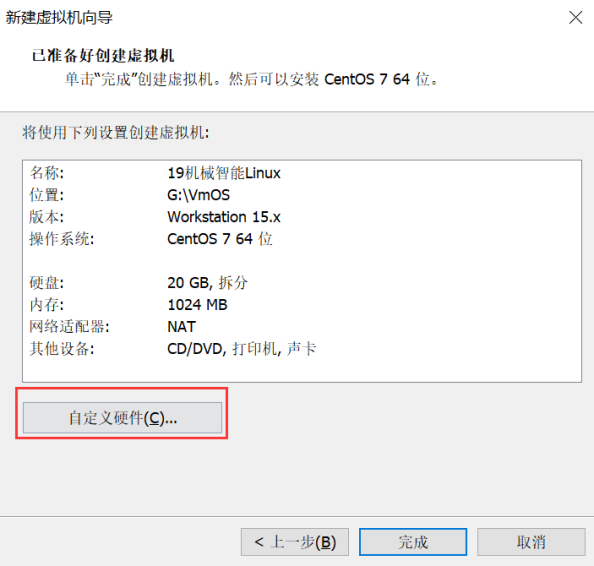 新建虚拟机向导
已准备好创建虚拟机
单击“完成”创建虚拟机。然后可以安装 CentOS 7 64 位。
将使用下列设置创建虚拟机:
名称: 19机械智能Linux
位置: G:\VmOS
版本: Workstation 15.x
操作系统: CentOS 7 64 位
硬盘: 20 GB, 拆分
内存: 1024 MB
网络适配器: NAT
其他设备: CD/DVD, 打印机, 声卡
自定义硬件(C)...
< 上一步(B) 完成 取消